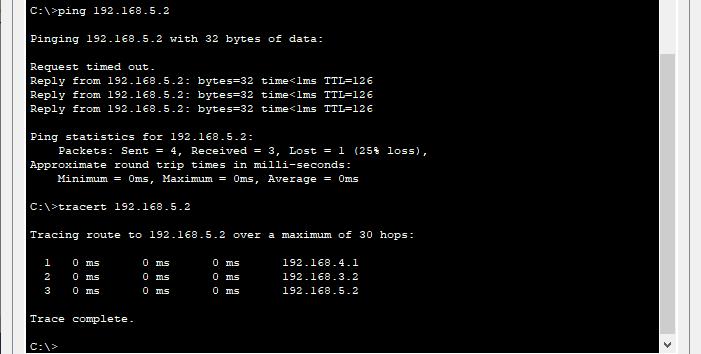 C:\>ping 192.168.5.2
Pinging 192.168.5.2 with 32 bytes of data:
Request timed out.
Reply from 192.168.5.2: bytes=32 time<1ms TTL=126
Reply from 192.168.5.2: bytes=32 time<1ms TTL=126
Reply from 192.168.5.2: bytes=32 time<1ms TTL=126
Ping statistics for 192.168.5.2:
    Packets: Sent = 4, Received = 3, Lost = 1 (25% loss),
Approximate round trip times in milli-seconds:
    Minimum = 0ms, Maximum = 0ms, Average = 0ms
C:\>tracert 192.168.5.2
Tracing route to 192.168.5.2 over a maximum of 30 hops:
  1   0 ms      0 ms      0 ms      192.168.4.1
  2   0 ms      0 ms      0 ms      192.168.3.2
  3   0 ms      0 ms      0 ms      192.168.5.2
Trace complete.
C:\>